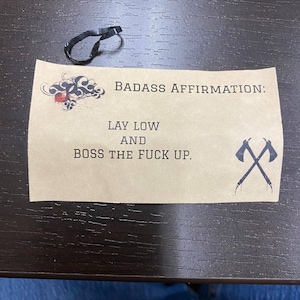 BADASS AFFIRMATION:
LAY LOW
AND
BOSS THE FUCK UP.